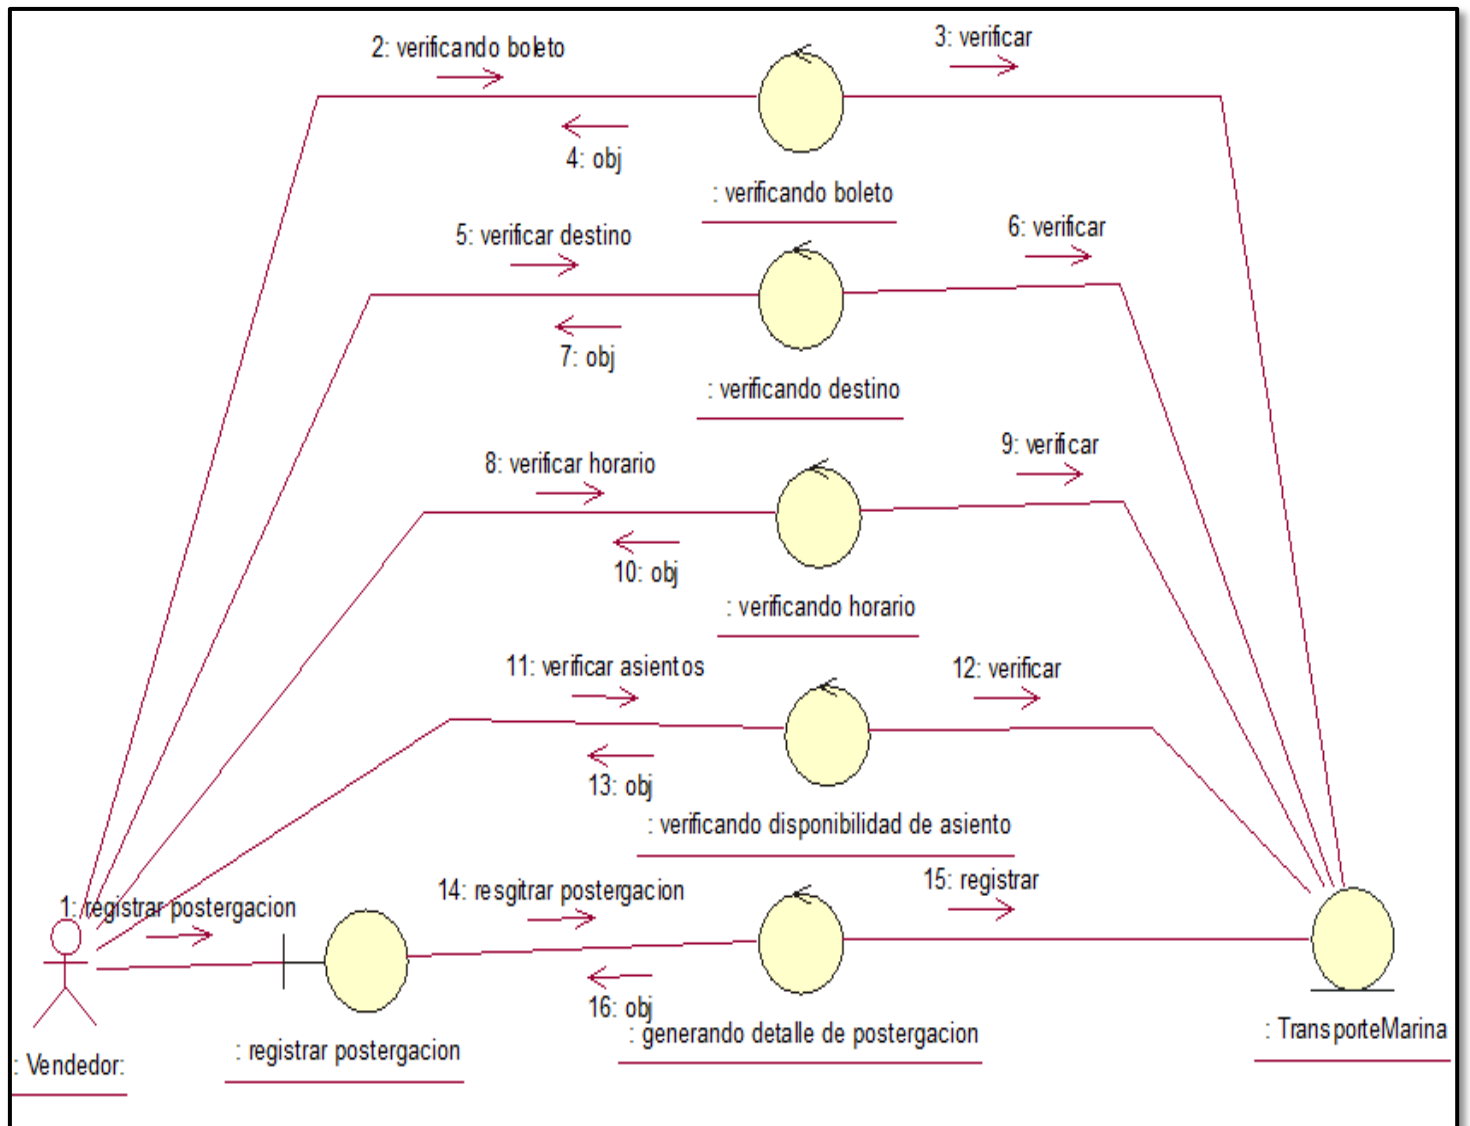 2: verificando boleto
3: verificar
4: obj
: verificando boleto
5: verificar destino
6: verificar
7: obj
: verificando destino
8: verificar horario
9: verificar
10: obj
: verificando horario
11: verificar asientos
12: verificar
13: obj
: verificando disponibilidad de asiento
1: registrar postergacion
14: resgitrar postergacion
15: registrar
16: obj
: generando detalle de postergacion
: TransporteMarina
: registrar postergacion
: Vendedor: